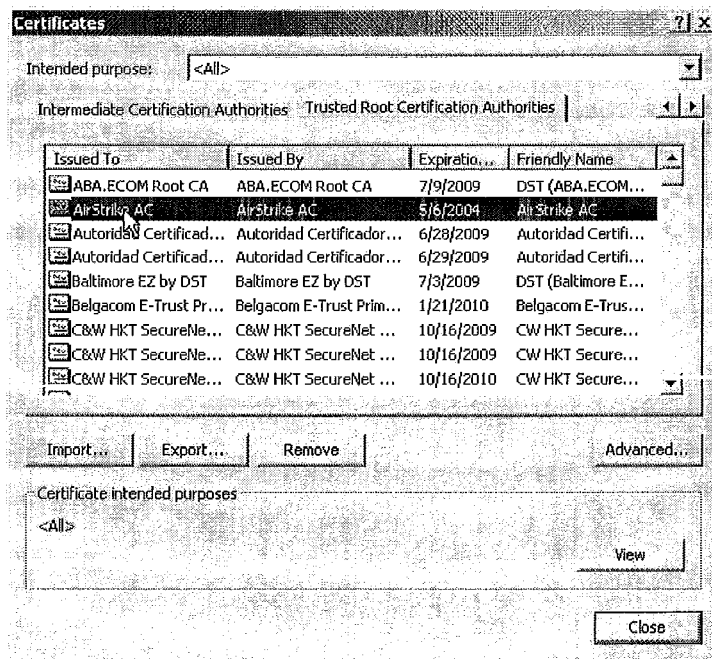 Certificates ? x
Intended purpose: <All>
Intermediate Certification Authorities Trusted Root Certification Authorities
Issued To Issued By Expiratio... Friendly Name
ABA.ECOM Root CA ABA.ECOM Root CA 7/9/2009 DST (ABA.ECOM...
AirStrike AC AirStrike AC 5/6/2004 AirStrike AC
Autoridad Certificad... Autoridad Certificador... 6/28/2009 Autoridad Certifi...
Autoridad Certificad... Autoridad Certificador... 6/29/2009 Autoridad Certifi...
Baltimore EZ by DST Baltimore EZ by DST 7/3/2009 DST (Baltimore E...
Belgacom E-Trust Pr... Belgacom E-Trust Prim... 1/21/2010 Belgacom E-Trus...
C&W HKT SecureNe... C&W HKT SecureNet ... 10/16/2009 CW HKT Secure...
C&W HKT SecureNe... C&W HKT SecureNet ... 10/16/2009 CW HKT Secure...
C&W HKT SecureNe... C&W HKT SecureNet ... 10/16/2010 CW HKT Secure...
Import... Export... Remove Advanced...
Certificate intended purposes
<All>
View
Close